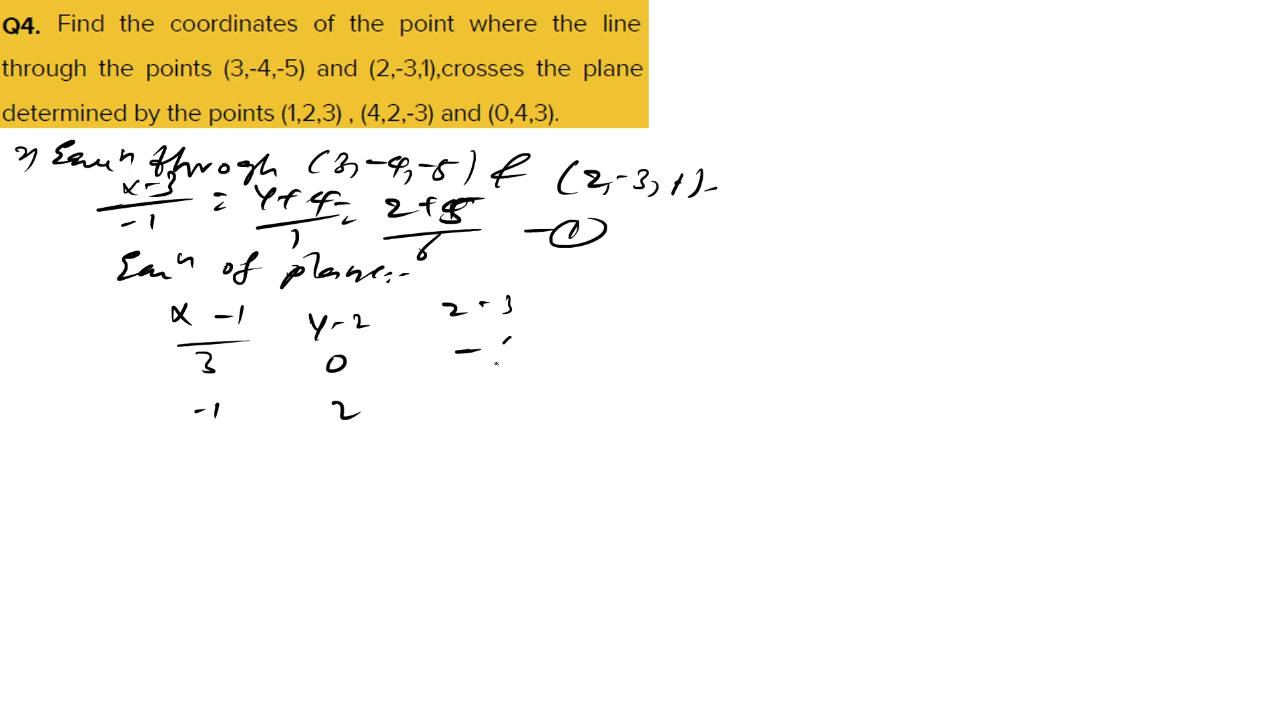 Q4. Find the coordinates of the point where the line
through the points (3,-4,-5) and (2,-3,1),crosses the plane
determined by the points (1,2,3) , (4,2,-3) and (0,4,3).
through (3,-4,-5) & (2,-3,1)-
x-3 = y+4 = z+5
-1 1 6 -①
of plane:-
x-1 y-2 z-3
3 0 -
-1 2